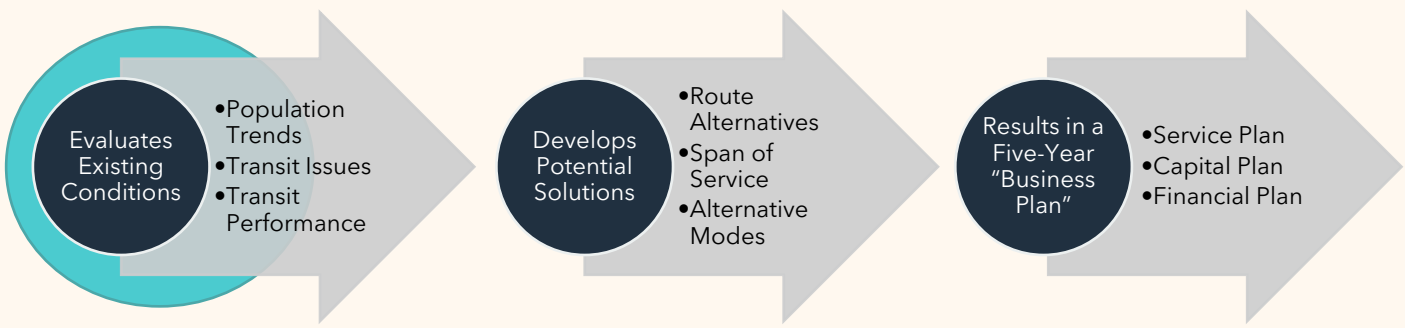 Evaluates
Existing
Conditions
•Population
Trends
•Transit Issues
•Transit
Performance
Develops
Potential
Solutions
•Route
Alternatives
•Span of
Service
•Alternative
Modes
Results in a
Five-Year
“Business
Plan”
•Service Plan
•Capital Plan
•Financial Plan